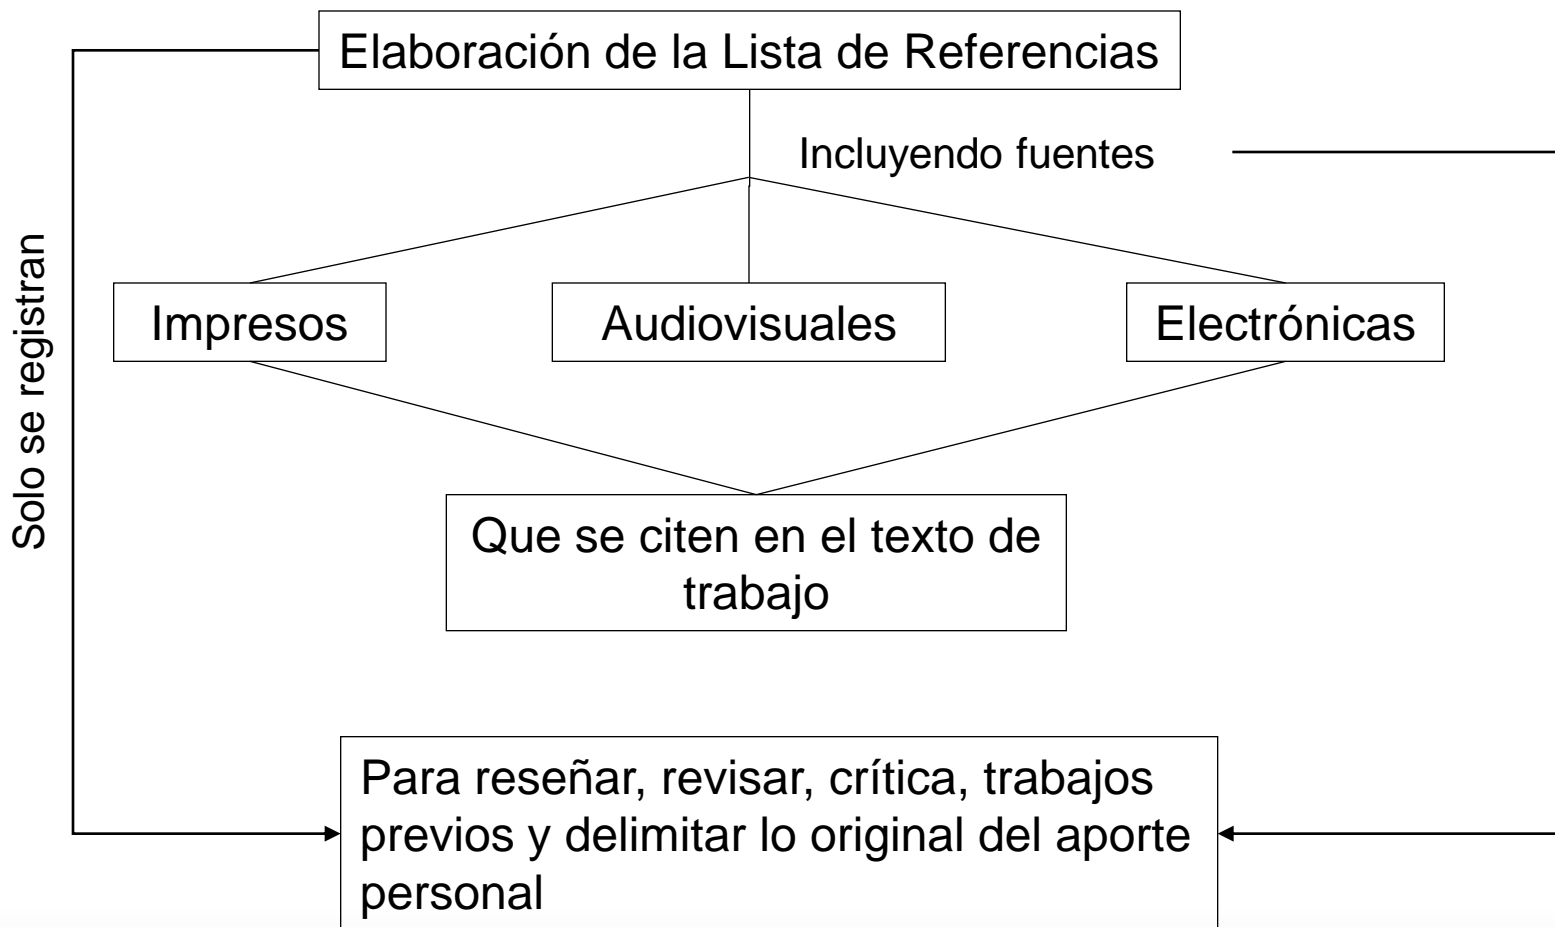 Elaboración de la Lista de Referencias
Incluyendo fuentes
Solo se registran
Impresos
Audiovisuales
Electrónicas
Que se citen en el texto de
trabajo
Para reseñar, revisar, crítica, trabajos
previos y delimitar lo original del aporte
personal